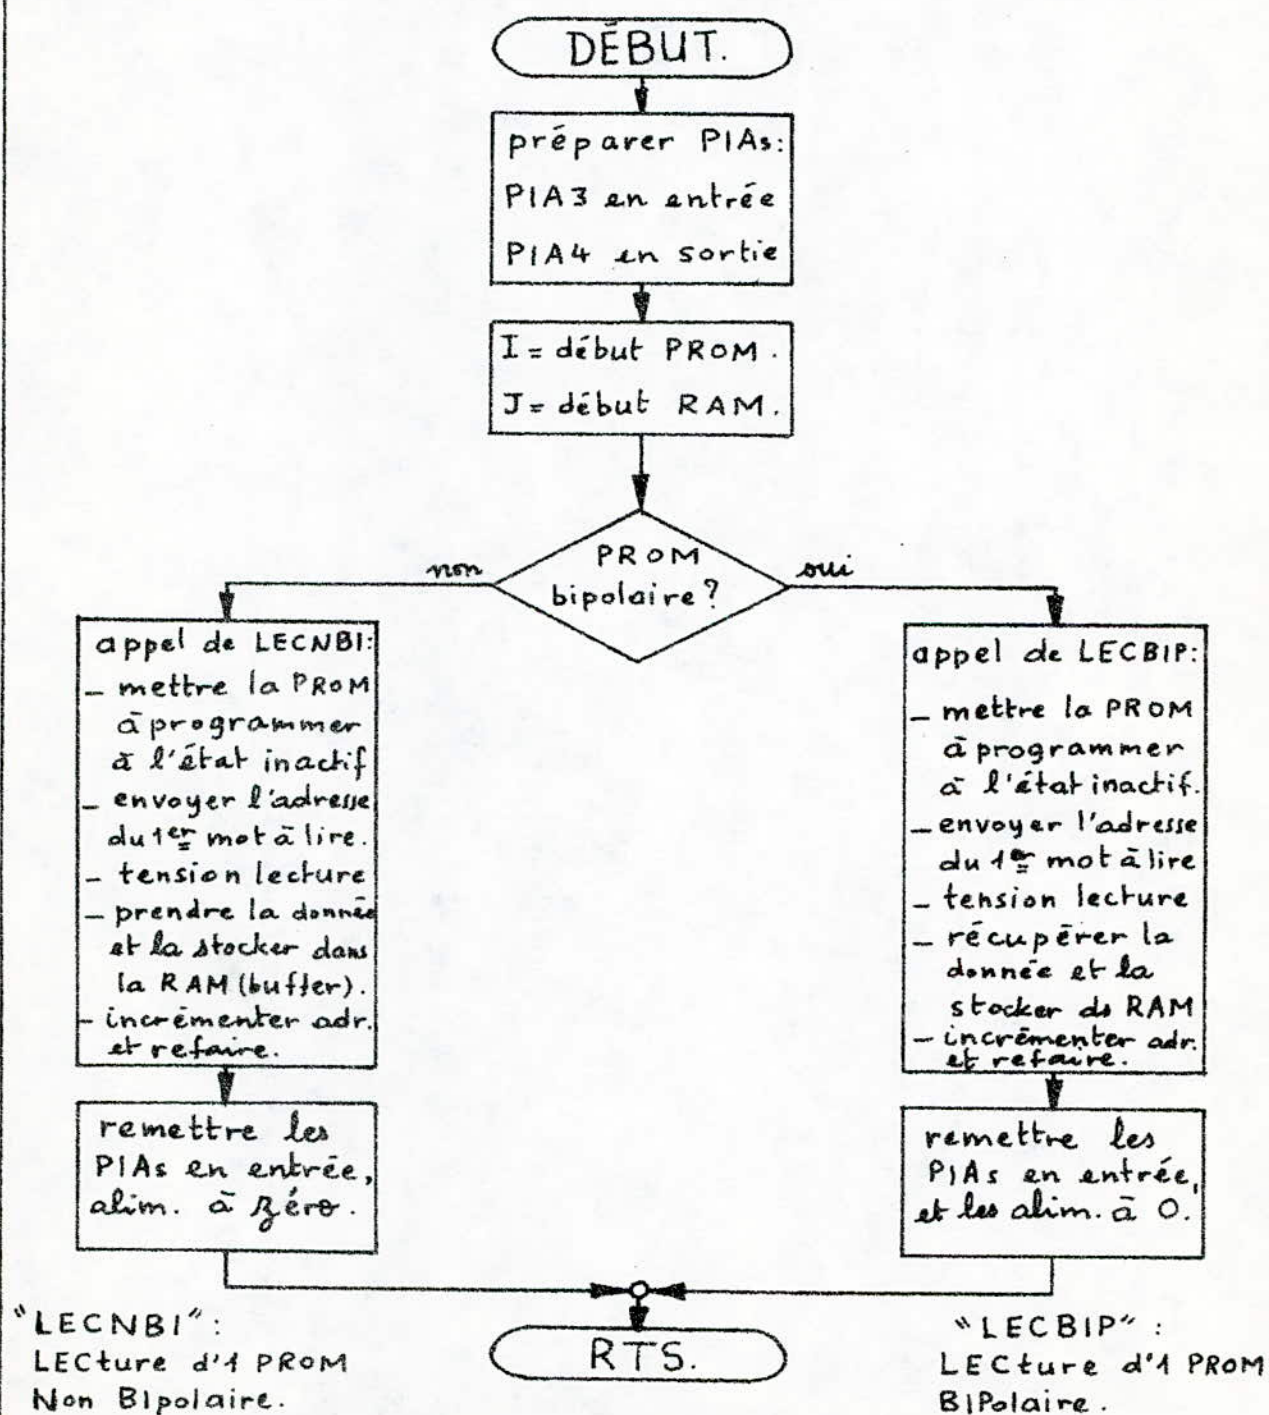 DÉBUT.
préparer PIAs:
PIA3 en entrée
PIA4 en sortie
I = début PROM.
J = début RAM.
PROM
bipolaire?
non
oui
appel de LECNBI:
– mettre la PROM
à programmer
à l'état inactif
– envoyer l'adresse
du 1er mot à lire.
– tension lecture
– prendre la donnée
et la stocker dans
la RAM (buffer).
– incrémenter adr.
et refaire.
remettre les
PIAs en entrée,
alim. à zéro.
appel de LECBIP:
– mettre la PROM
à programmer
à l'état inactif.
– envoyer l'adresse
du 1er mot à lire
– tension lecture
– récupérer la
donnée et la
stocker ds RAM
– incrémenter adr.
et refaire.
remettre les
PIAs en entrée,
et les alim. à 0.
RTS.
"LECNBI":
LECture d'1 PROM
Non BIpolaire.
"LECBIP":
LECture d'1 PROM
BIPolaire.